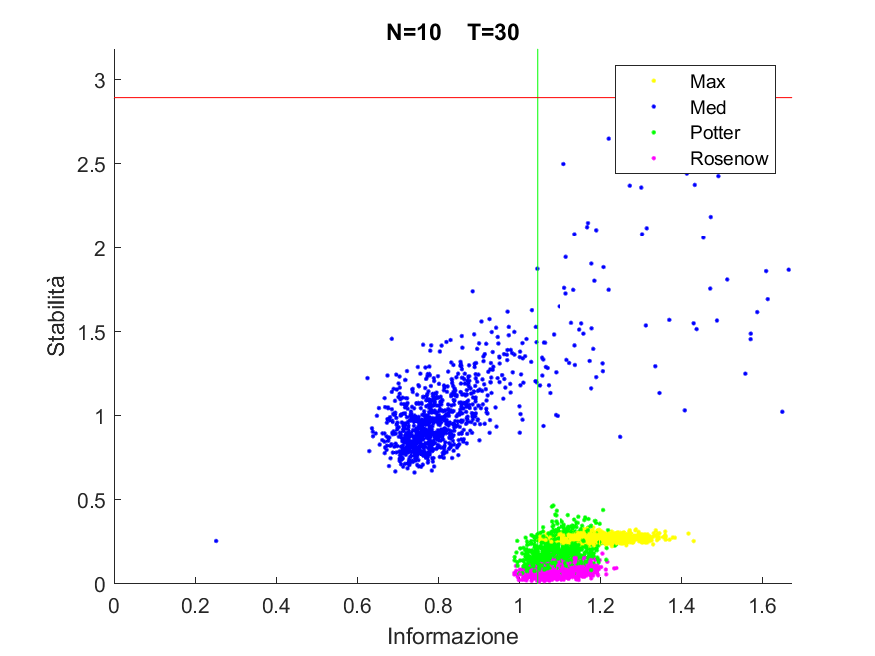 N=10 T=30
Max
Med
Potter
Rosenow
3
2.5
2
1.5
1
0.5
0
Stabilità
0 0.2 0.4 0.6 0.8 1 1.2 1.4 1.6
Informazione